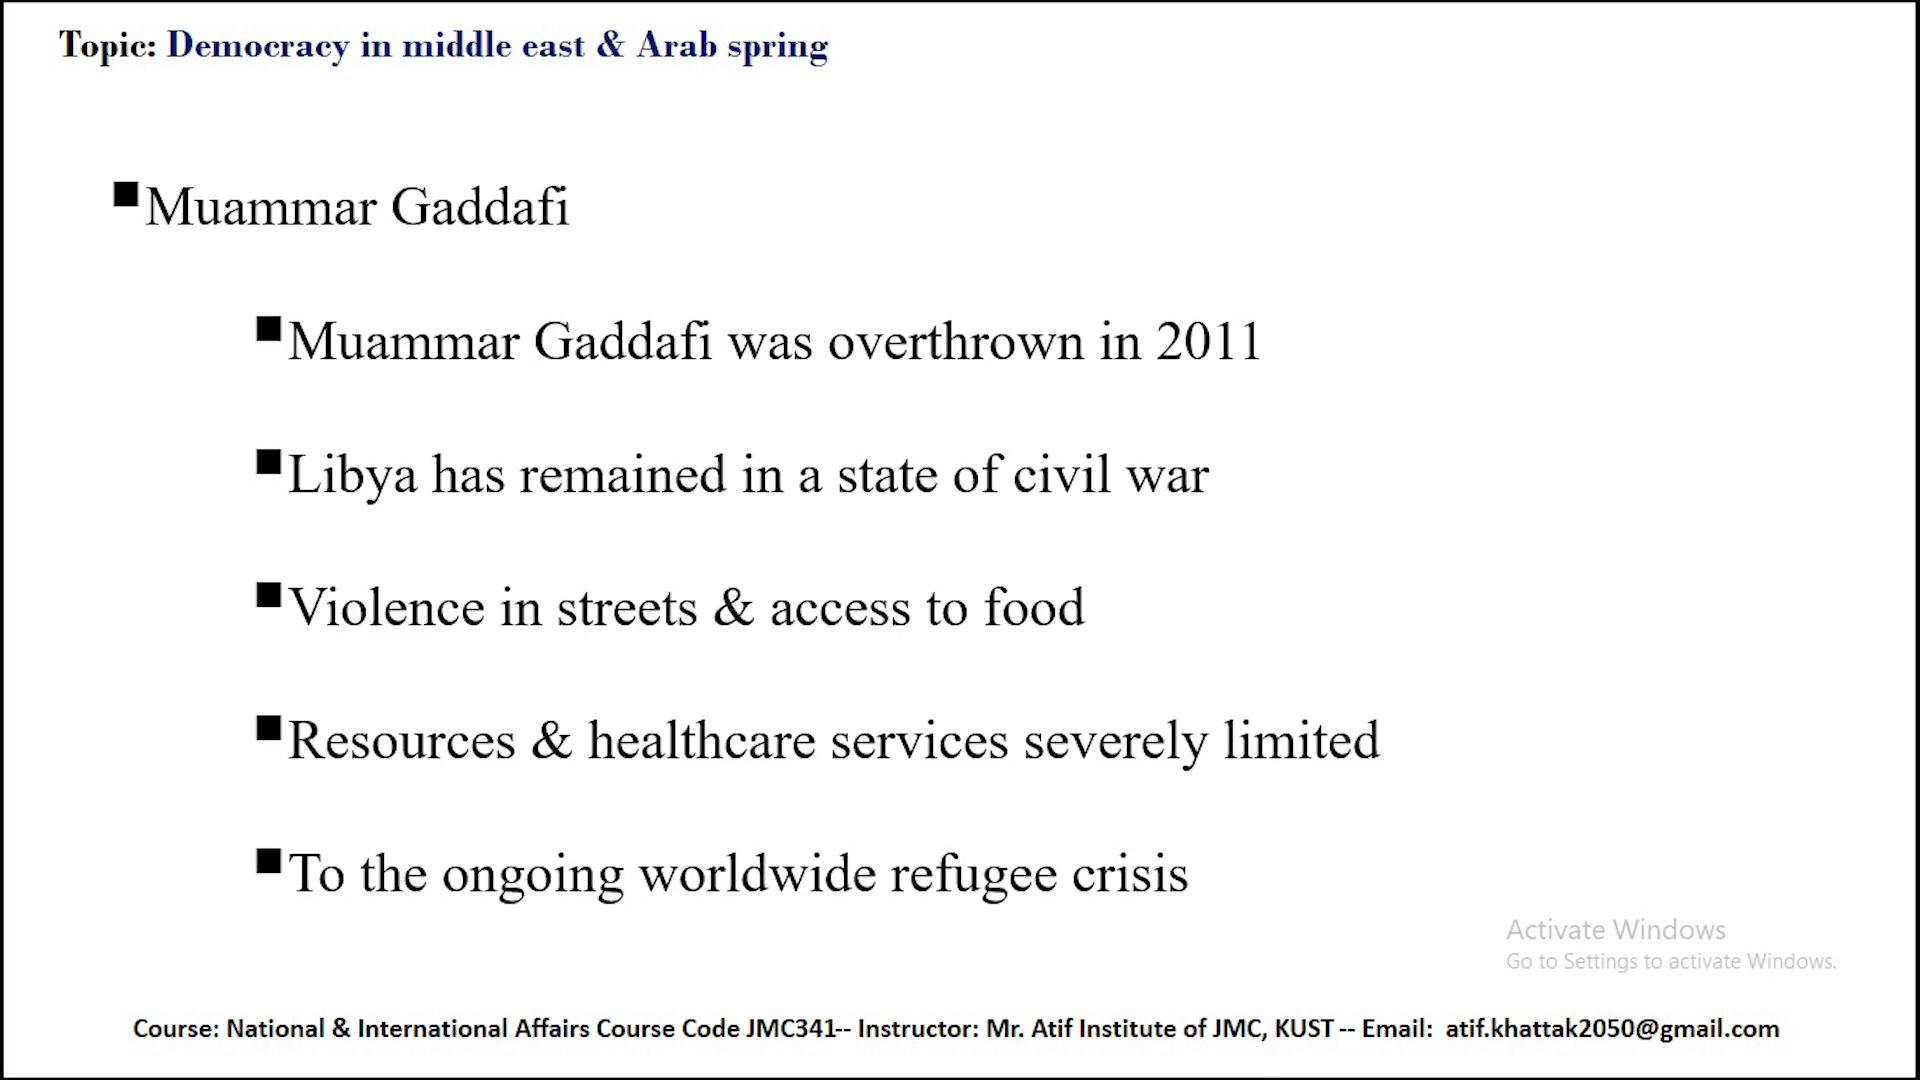 Topic: Democracy in middle east & Arab spring
Muammar Gaddafi
Muammar Gaddafi was overthrown in 2011
Libya has remained in a state of civil war
Violence in streets & access to food
Resources & healthcare services severely limited
To the ongoing worldwide refugee crisis
Activate Windows
Go to Settings to activate Windows.
Course: National & International Affairs Course Code JMC341-- Instructor: Mr. Atif Institute of JMC, KUST -- Email: atif.khattak2050@gmail.com